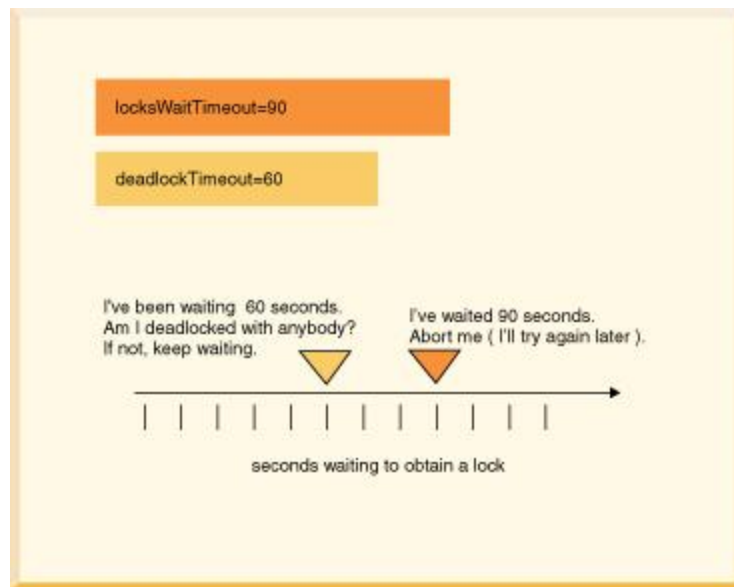 locksWaitTimeout=90
deadlockTimeout=60
I've been waiting 60 seconds.
Am I deadlocked with anybody?
If not, keep waiting.
I've waited 90 seconds.
Abort me ( I'll try again later ).
seconds waiting to obtain a lock